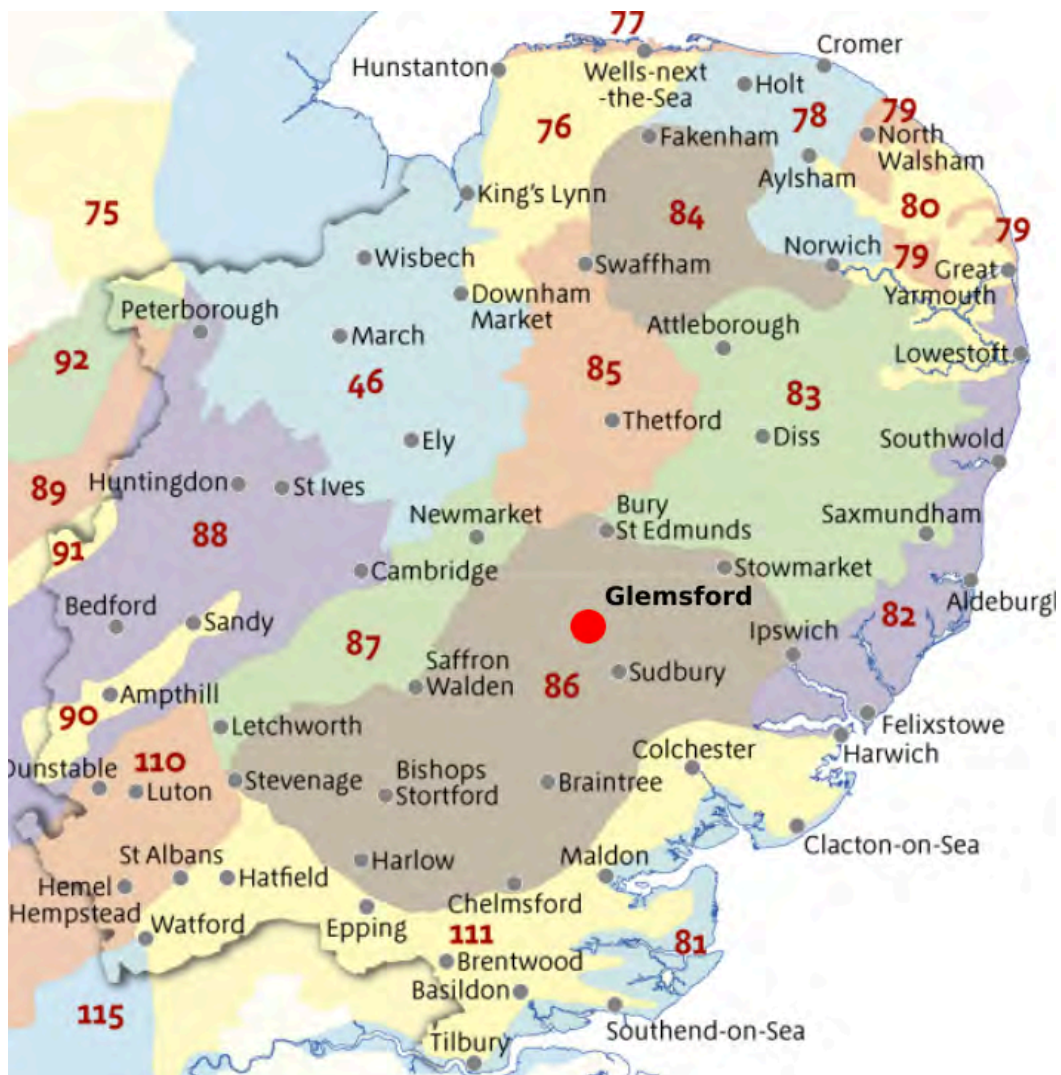 77
Cromer
Hunstanton
Wells-next
-the-Sea
Holt
76
78
79
Fakenham
North
Walsham
Aylsham
King's Lynn
75
84
80
79
Norwich
79
Wisbech
Swaffham
Great
Yarmouth
Downham
Market
Peterborough
March
Attleborough
Lowestoft
92
46
85
83
Thetford
Ely
Diss
Southwold
89
Huntingdon
St Ives
Newmarket
Bury
St Edmunds
Saxmundham
88
91
Cambridge
Stowmarket
Glemsford
Aldeburgh
Bedford
Sandy
82
Ipswich
87
Saffron
Walden
86
Sudbury
Ampthill
90
Letchworth
Felixstowe
Harwich
Dunstable
110
Colchester
Luton
Stevenage
Bishops
Stortford
Braintree
Clacton-on-Sea
St Albans
Harlow
Maldon
Hemel
Hempstead
Hatfield
Chelmsford
Watford
Epping
111
81
Brentwood
Basildon
115
Southend-on-Sea
Tilbury